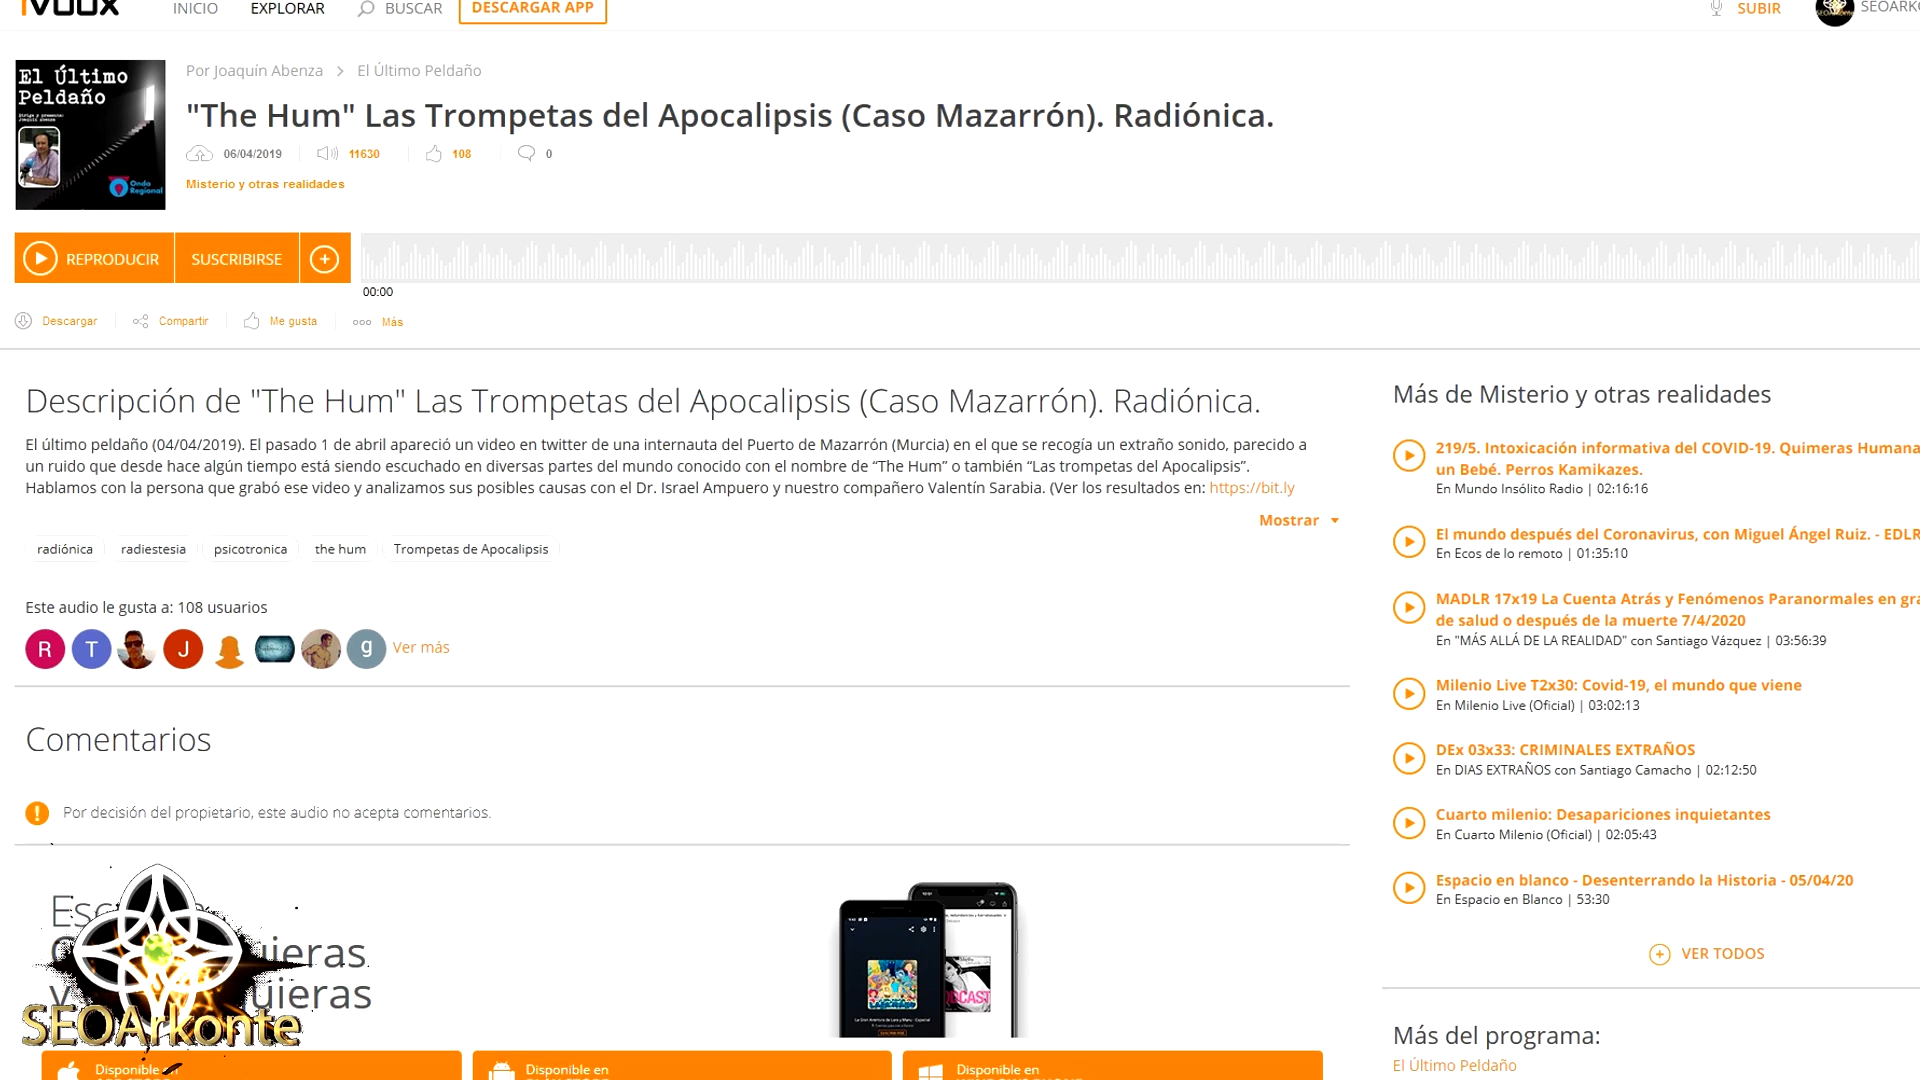 iVOOX
INICIO
EXPLORAR
BUSCAR
DESCARGAR APP
SUBIR
SEOARKO
El Último
Peldaño
Onda
Regional
Por Joaquín Abenza
El Último Peldaño
"The Hum" Las Trompetas del Apocalipsis (Caso Mazarrón). Radiónica.
06/04/2019
11630
108
0
Misterio y otras realidades
REPRODUCIR
SUSCRIBIRSE
00:00
Descargar
Compartir
Me gusta
Más
Descripción de "The Hum" Las Trompetas del Apocalipsis (Caso Mazarrón). Radiónica.
El último peldaño (04/04/2019). El pasado 1 de abril apareció un video en twitter de una internauta del Puerto de Mazarrón (Murcia) en el que se recogía un extraño sonido, parecido a
un ruido que desde hace algún tiempo está siendo escuchado en diversas partes del mundo conocido con el nombre de “The Hum” o también “Las trompetas del Apocalipsis”.
Hablamos con la persona que grabó ese video y analizamos sus posibles causas con el Dr. Israel Ampuero y nuestro compañero Valentín Sarabia. (Ver los resultados en: https://bit.ly
Mostrar
radiónica
radiestesia
psicotronica
the hum
Trompetas de Apocalipsis
Este audio le gusta a: 108 usuarios
R
T
J
g
Ver más
Comentarios
Por decisión del propietario, este audio no acepta comentarios.
SEOArkonte
Disponible en
Disponible en
Disponible en
Más de Misterio y otras realidades
219/5. Intoxicación informativa del COVID-19. Quimeras Humana
un Bebé. Perros Kamikazes.
En Mundo Insólito Radio | 02:16:16
El mundo después del Coronavirus, con Miguel Ángel Ruiz. - EDLR
En Ecos de lo remoto | 01:35:10
MADLR 17x19 La Cuenta Atrás y Fenómenos Paranormales en gra
de salud o después de la muerte 7/4/2020
En "MÁS ALLÁ DE LA REALIDAD" con Santiago Vázquez | 03:56:39
Milenio Live T2x30: Covid-19, el mundo que viene
En Milenio Live (Oficial) | 03:02:13
DEx 03x33: CRIMINALES EXTRAÑOS
En DIAS EXTRAÑOS con Santiago Camacho | 02:12:50
Cuarto milenio: Desapariciones inquietantes
En Cuarto Milenio (Oficial) | 02:05:43
Espacio en blanco - Desenterrando la Historia - 05/04/20
En Espacio en Blanco | 53:30
VER TODOS
Más del programa:
El Último Peldaño